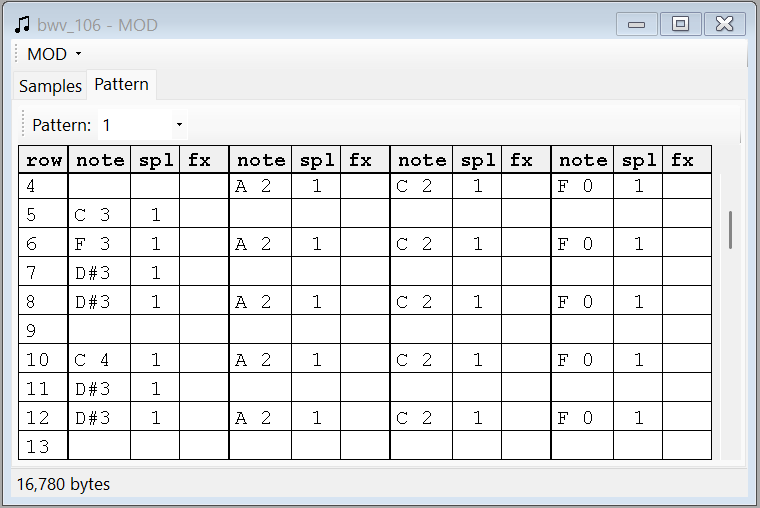 bwv_106 - MOD
MOD
Samples Pattern
Pattern: 1
row note spl fx note spl fx note spl fx note spl fx
4 A 2 1 C 2 1 F 0 1
5 C 3 1
6 F 3 1 A 2 1 C 2 1 F 0 1
7 D#3 1
8 D#3 1 A 2 1 C 2 1 F 0 1
9
10 C 4 1 A 2 1 C 2 1 F 0 1
11 D#3 1
12 D#3 1 A 2 1 C 2 1 F 0 1
13
16,780 bytes